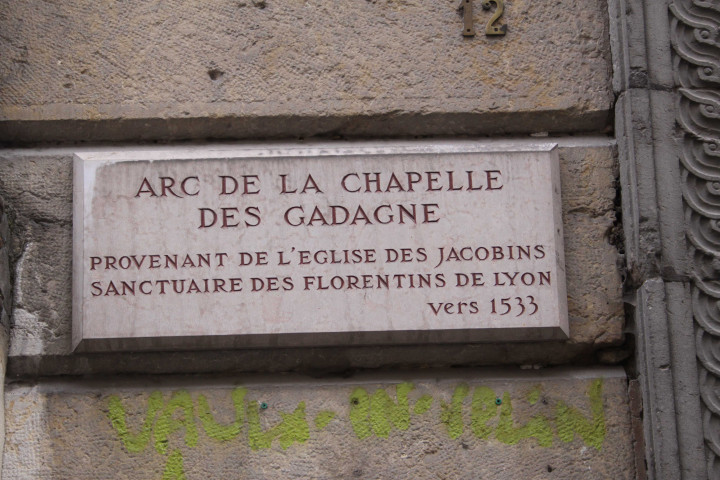 12
ARC DE LA CHAPELLE
DES GADAGNE
PROVENANT DE L'EGLISE DES JACOBINS
SANCTUAIRE DES FLORENTINS DE LYON
vers 1533